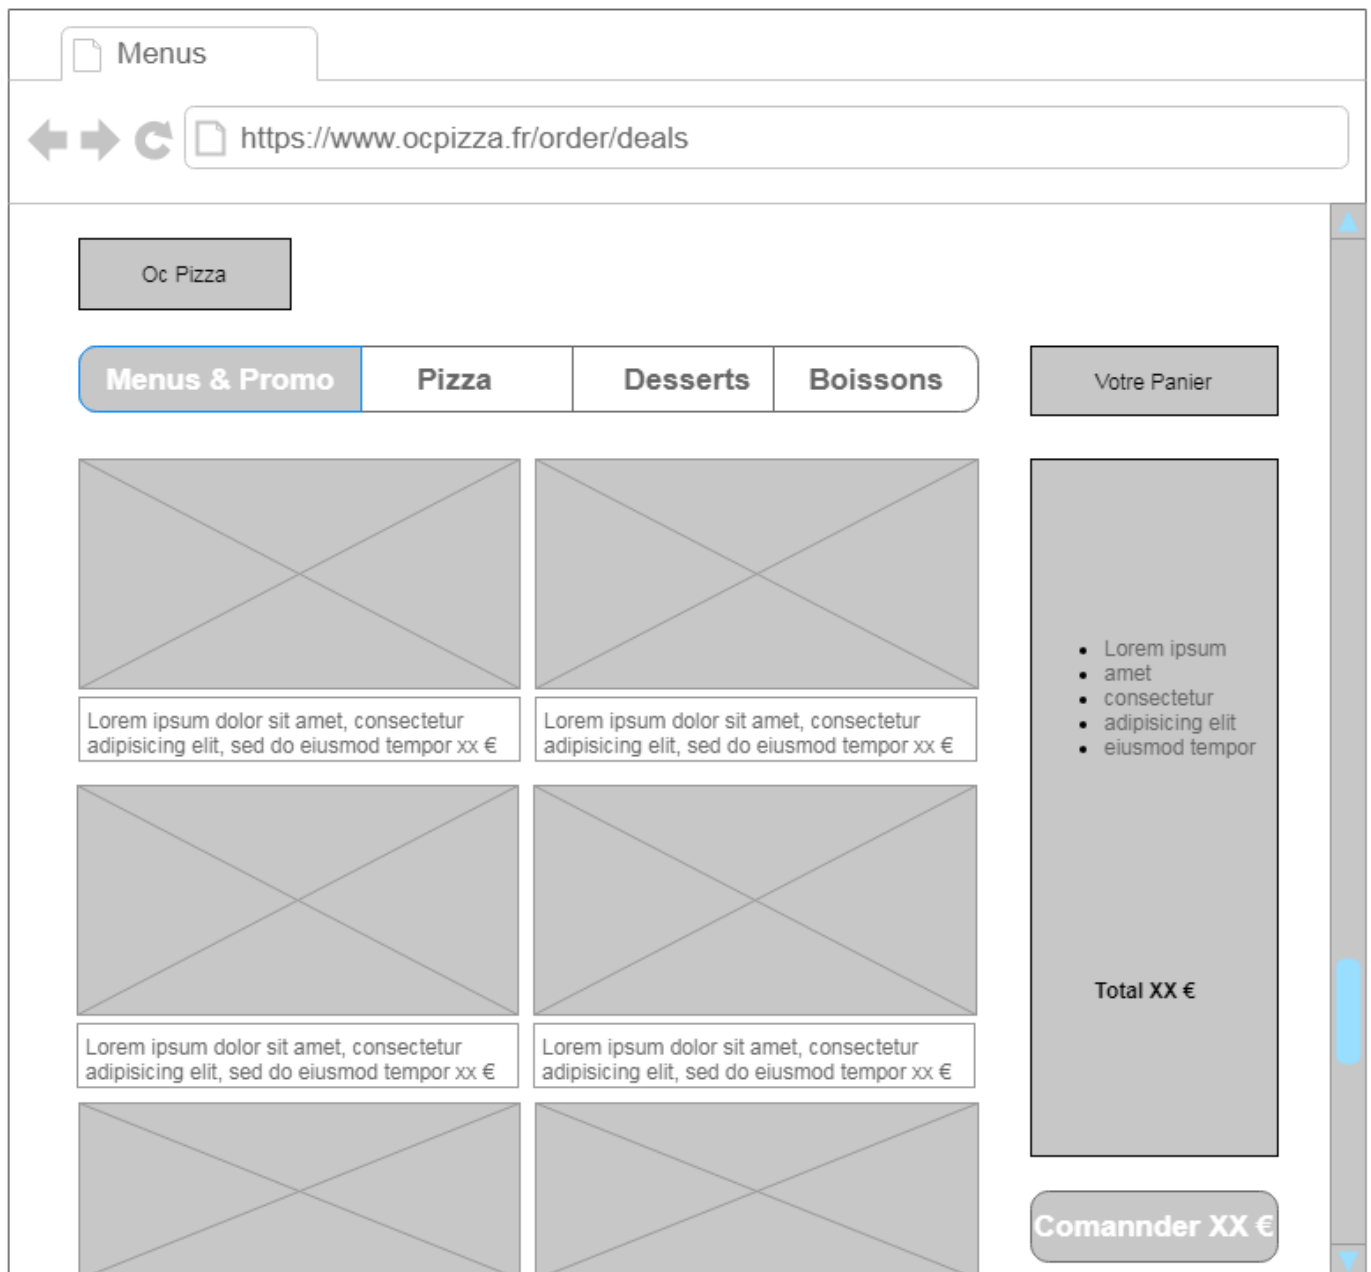 Menus
https://www.ocpizza.fr/order/deals
Oc Pizza
Menus & Promo
Pizza
Desserts
Boissons
Votre Panier
Lorem ipsum dolor sit amet, consectetur
adipisicing elit, sed do eiusmod tempor xx €
Lorem ipsum dolor sit amet, consectetur
adipisicing elit, sed do eiusmod tempor xx €
Lorem ipsum dolor sit amet, consectetur
adipisicing elit, sed do eiusmod tempor xx €
Lorem ipsum dolor sit amet, consectetur
adipisicing elit, sed do eiusmod tempor xx €
Lorem ipsum
amet
consectetur
adipisicing elit
eiusmod tempor
Total XX €
Comannder XX €